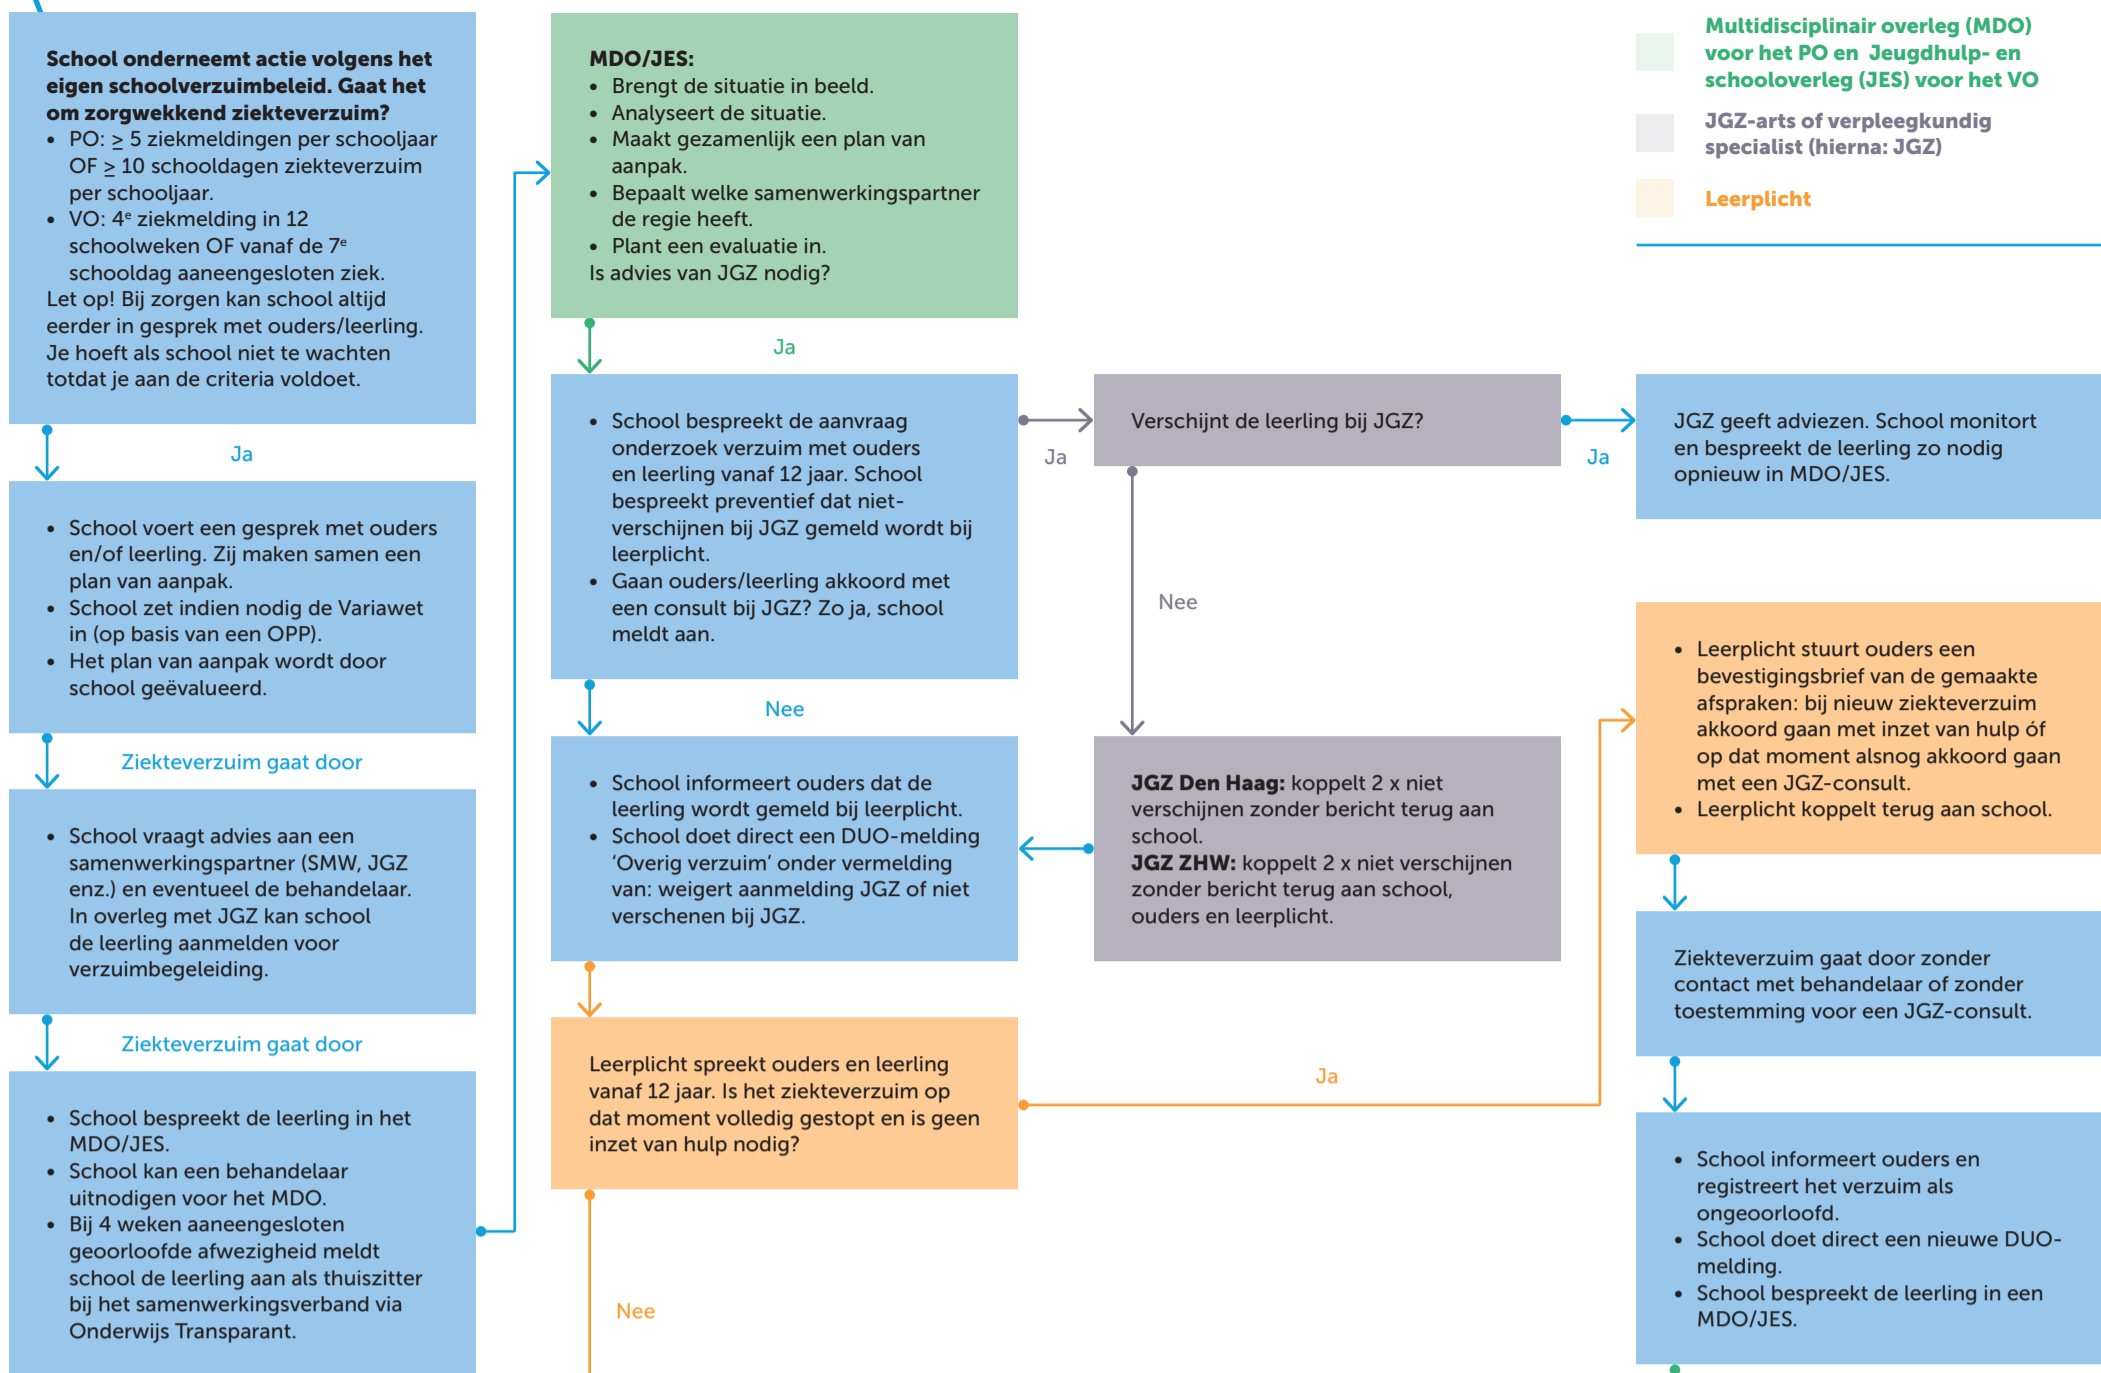 School onderneemt actie volgens het
eigen schoolverzuimbeleid. Gaat het
om zorgwekkend ziekteverzuim?
• PO: ≥ 5 ziekmeldingen per schooljaar
OF ≥ 10 schooldagen ziekteverzuim
per schooljaar.
• VO: 4e ziekmelding in 12
schoolweken OF vanaf de 7e
schooldag aaneengesloten ziek.
Let op! Bij zorgen kan school altijd
eerder in gesprek met ouders/leerling.
Je hoeft als school niet te wachten
totdat je aan de criteria voldoet.
Ja
• School voert een gesprek met ouders
en/of leerling. Zij maken samen een
plan van aanpak.
• School zet indien nodig de Variawet
in (op basis van een OPP).
• Het plan van aanpak wordt door
school geëvalueerd.
Ziekteverzuim gaat door
• School vraagt advies aan een
samenwerkingspartner (SMW, JGZ
enz.) en eventueel de behandelaar.
In overleg met JGZ kan school
de leerling aanmelden voor
verzuimbegeleiding.
Ziekteverzuim gaat door
• School bespreekt de leerling in het
MDO/JES.
• School kan een behandelaar
uitnodigen voor het MDO.
• Bij 4 weken aaneengesloten
geoorloofde afwezigheid meldt
school de leerling aan als thuiszitter
bij het samenwerkingsverband via
Onderwijs Transparant.
MDO/JES:
• Brengt de situatie in beeld.
• Analyseert de situatie.
• Maakt gezamenlijk een plan van
aanpak.
• Bepaalt welke samenwerkingspartner
de regie heeft.
• Plant een evaluatie in.
Is advies van JGZ nodig?
Ja
• School bespreekt de aanvraag
onderzoek verzuim met ouders
en leerling vanaf 12 jaar. School
bespreekt preventief dat niet-
verschijnen bij JGZ gemeld wordt bij
leerplicht.
• Gaan ouders/leerling akkoord met
een consult bij JGZ? Zo ja, school
meldt aan.
Nee
• School informeert ouders dat de
leerling wordt gemeld bij leerplicht.
• School doet direct een DUO-melding
‘Overig verzuim’ onder vermelding
van: weigert aanmelding JGZ of niet
verschenen bij JGZ.
Leerplicht spreekt ouders en leerling
vanaf 12 jaar. Is het ziekteverzuim op
dat moment volledig gestopt en is geen
inzet van hulp nodig?
Nee
Ja
Ja
Verschijnt de leerling bij JGZ?
Nee
JGZ Den Haag: koppelt 2 x niet
verschijnen zonder bericht terug aan
school.
JGZ ZHW: koppelt 2 x niet verschijnen
zonder bericht terug aan school,
ouders en leerplicht.
Ja
Multidisciplinair overleg (MDO)
voor het PO en Jeugdhulp- en
schooloverleg (JES) voor het VO
JGZ-arts of verpleegkundig
specialist (hierna: JGZ)
Leerplicht
JGZ geeft adviezen. School monitort
en bespreekt de leerling zo nodig
opnieuw in MDO/JES.
• Leerplicht stuurt ouders een
bevestigingsbrief van de gemaakte
afspraken: bij nieuw ziekteverzuim
akkoord gaan met inzet van hulp óf
op dat moment alsnog akkoord gaan
met een JGZ-consult.
• Leerplicht koppelt terug aan school.
Ziekteverzuim gaat door zonder
contact met behandelaar of zonder
toestemming voor een JGZ-consult.
• School informeert ouders en
registreert het verzuim als
ongeoorloofd.
• School doet direct een nieuwe DUO-
melding.
• School bespreekt de leerling in een
MDO/JES.